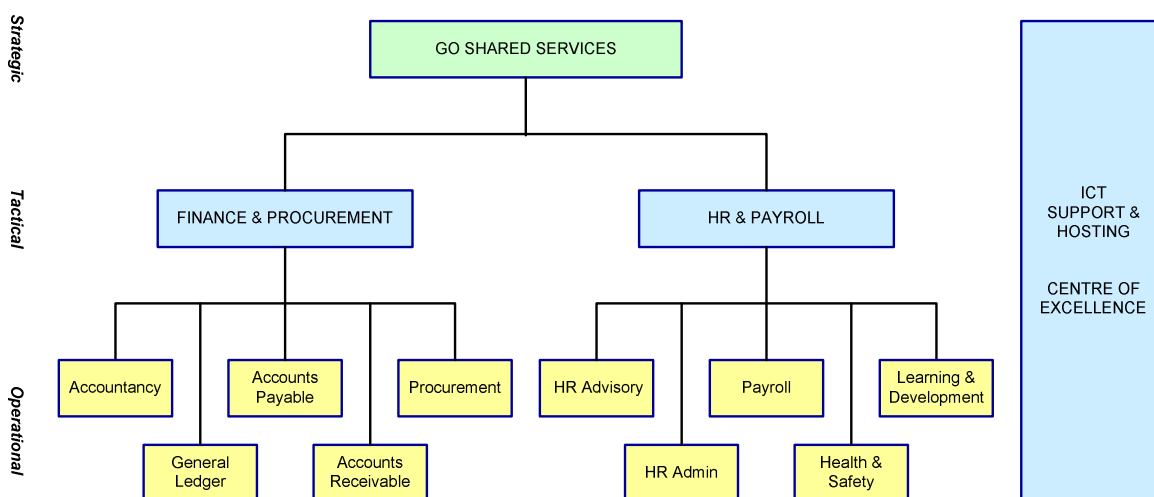 Strategic
GO SHARED SERVICES
Tactical
FINANCE & PROCUREMENT
HR & PAYROLL
ICT
SUPPORT &
HOSTING
CENTRE OF
EXCELLENCE
Operational
Accountancy
Accounts
Payable
Procurement
HR Advisory
Payroll
Learning &
Development
General
Ledger
Accounts
Receivable
HR Admin
Health &
Safety